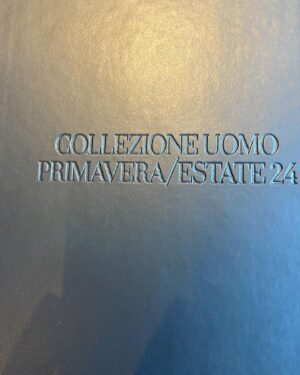 COLLEZIONE UOMO
PRIMAVERA/ESTATE 24